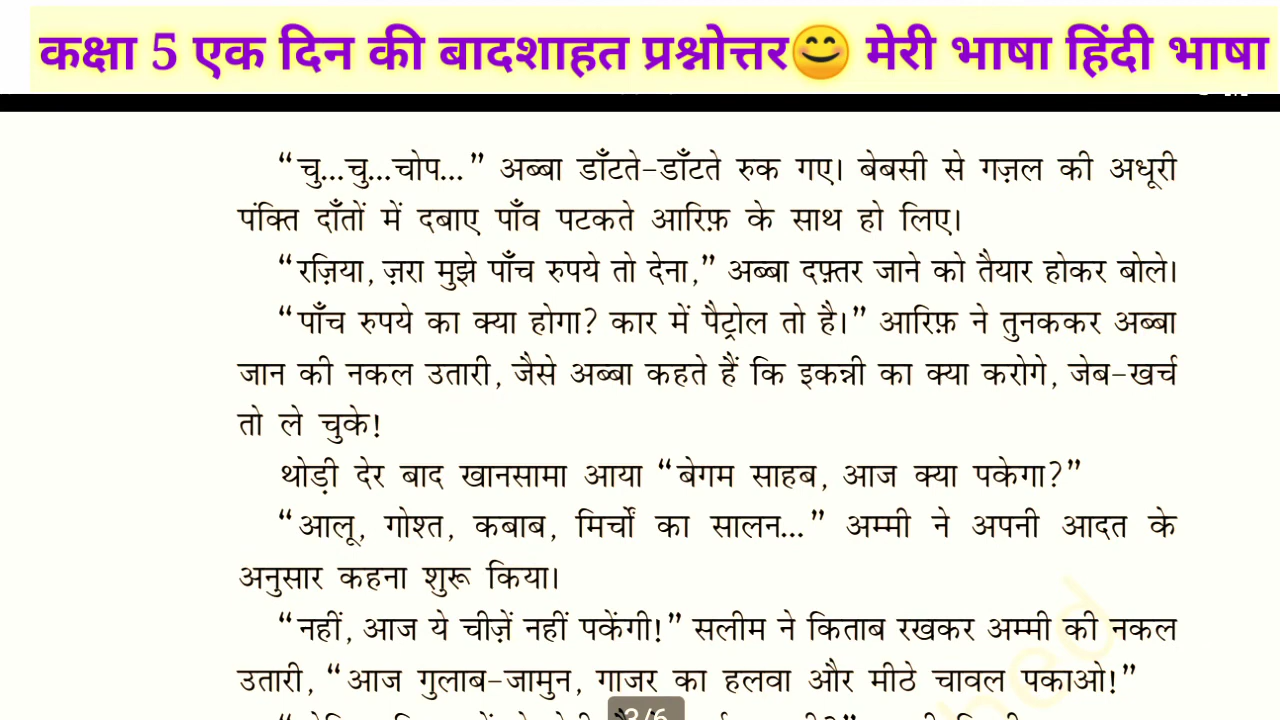 कक्षा 5 एक दिन की बादशाहत प्रश्नोत्तर😊 मेरी भाषा हिंदी भाषा
“चु...चु...चोप...” अब्बा डाँटते-डाँटते रुक गए। बेबसी से गज़ल की अधूरी
पंक्ति दाँतों में दबाए पाँव पटकते आरिफ़ के साथ हो लिए।
“रज़िया, ज़रा मुझे पाँच रुपये तो देना,” अब्बा दफ़्तर जाने को तैयार होकर बोले।
“पाँच रुपये का क्या होगा? कार में पैट्रोल तो है।” आरिफ़ ने तुनककर अब्बा
जान की नकल उतारी, जैसे अब्बा कहते हैं कि इकन्नी का क्या करोगे, जेब-खर्च
तो ले चुके!
थोड़ी देर बाद खानसामा आया “बेगम साहब, आज क्या पकेगा?”
“आलू, गोश्त, कबाब, मिर्चों का सालन...” अम्मी ने अपनी आदत के
अनुसार कहना शुरू किया।
“नहीं, आज ये चीज़ें नहीं पकेंगी!” सलीम ने किताब रखकर अम्मी की नकल
उतारी, “आज गुलाब-जामुन, गाजर का हलवा और मीठे चावल पकाओ!”